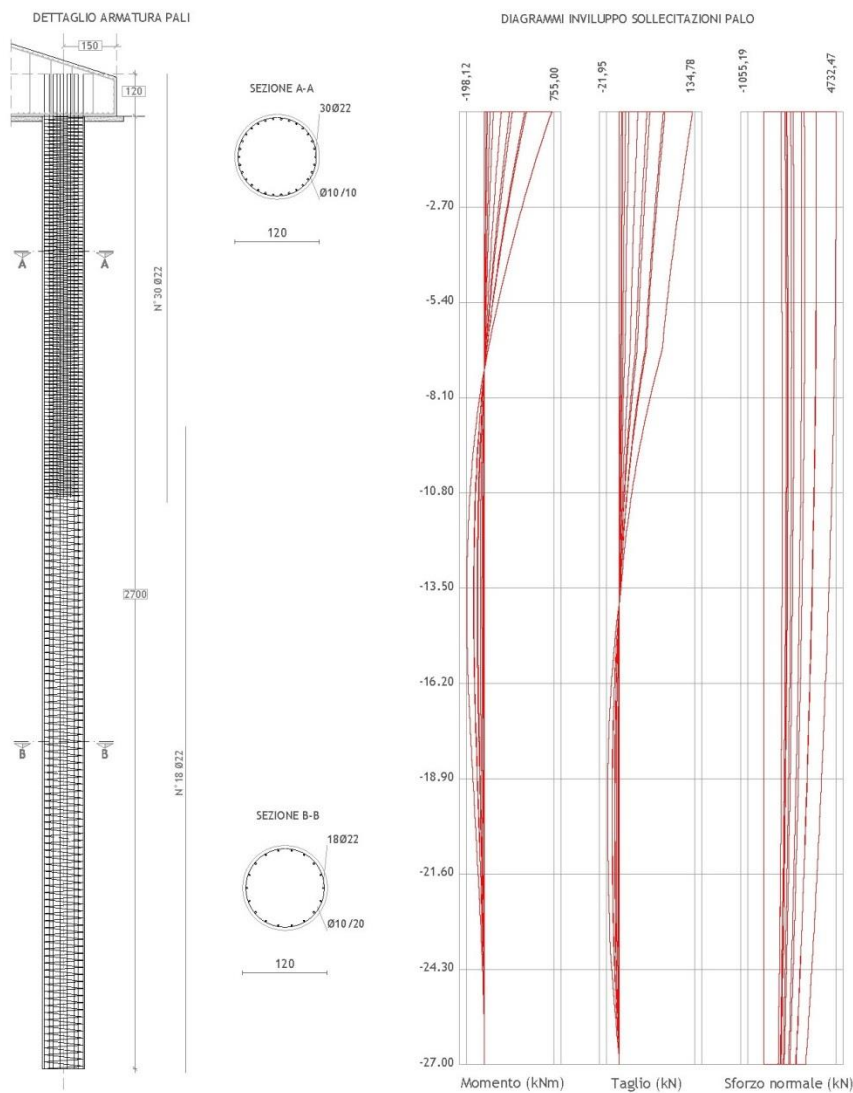 DETTAGLIO ARMATURA PALI
150
120
SEZIONE A-A
30Ø22
Ø10/10
120
A
A
N°30 Ø22
2700
B
B
N°18 Ø22
SEZIONE B-B
18Ø22
Ø10/20
120
DIAGRAMMI INVILUPPO SOLLECITAZIONI PALO
-198,12
755,00
-21,95
134,78
-1055,19
4732,47
-2.70
-5.40
-8.10
-10.80
-13.50
-16.20
-18.90
-21.60
-24.30
-27.00
Momento (kNm)
Taglio (kN)
Sforzo normale (kN)